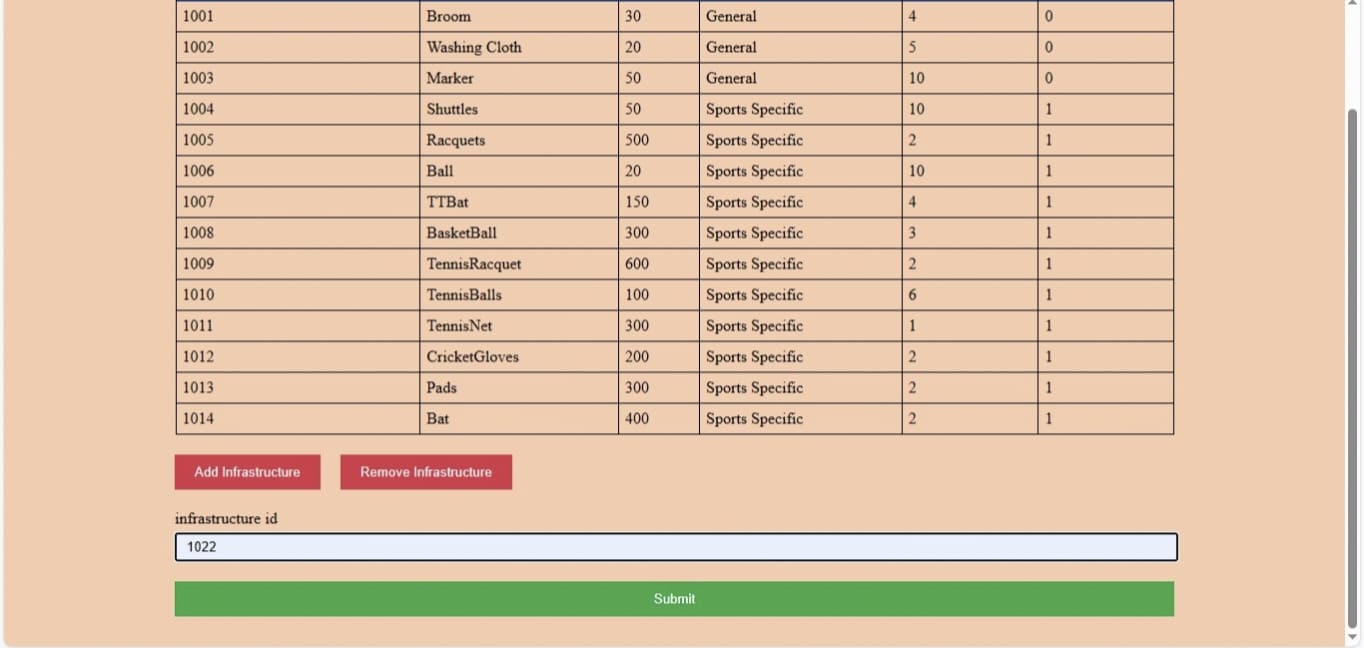 1001 Broom 30 General 4 0
1002 Washing Cloth 20 General 5 0
1003 Marker 50 General 10 0
1004 Shuttles 50 Sports Specific 10 1
1005 Racquets 500 Sports Specific 2 1
1006 Ball 20 Sports Specific 10 1
1007 TTBat 150 Sports Specific 4 1
1008 BasketBall 300 Sports Specific 3 1
1009 TennisRacquet 600 Sports Specific 2 1
1010 TennisBalls 100 Sports Specific 6 1
1011 TennisNet 300 Sports Specific 1 1
1012 CricketGloves 200 Sports Specific 2 1
1013 Pads 300 Sports Specific 2 1
1014 Bat 400 Sports Specific 2 1
Add Infrastructure Remove Infrastructure
infrastructure id
1022
Submit